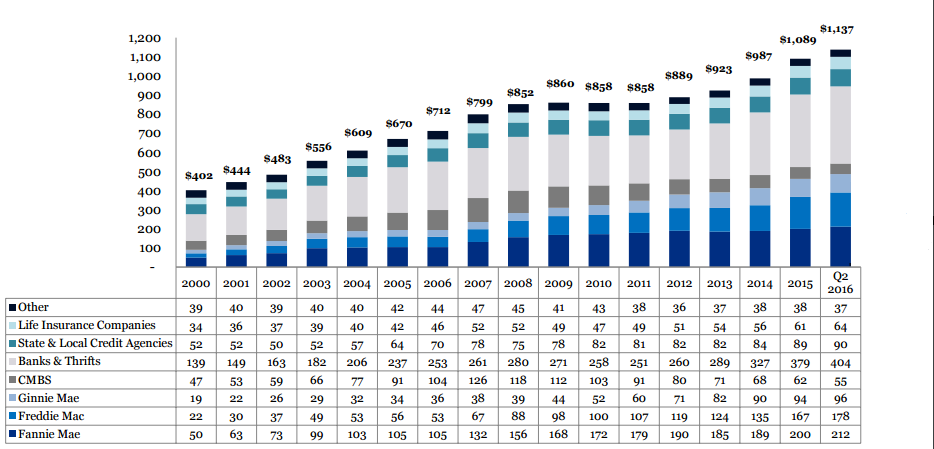 $1,137
$1,089
1,200
$987
1,100
$923
$889
1,000
$860 $858 $858
$852
900
$799
800
$712
$670
700
$609
600
$556
$483
500
$444
$402
400
300
200
100
-
2000 2001 2002 2003 2004 2005 2006 2007 2008 2009 2010 2011 2012 2013 2014 2015 Q2 2016
Other 39 40 39 40 40 42 44 47 45 41 43 38 36 37 38 38 37
Life Insurance Companies 34 36 37 39 40 42 46 52 52 49 47 49 51 54 56 61 64
State & Local Credit Agencies 52 52 50 52 57 64 70 78 75 78 82 81 82 82 84 89 90
Banks & Thrifts 139 149 163 182 206 237 253 261 280 271 258 251 260 289 327 379 404
CMBS 47 53 59 66 77 91 104 126 118 112 103 91 80 71 68 62 55
Ginnie Mae 19 22 26 29 32 34 36 38 39 44 52 60 71 82 90 94 96
Freddie Mac 22 30 37 49 53 56 53 67 88 98 100 107 119 124 135 167 178
Fannie Mae 50 63 73 99 103 105 105 132 156 168 172 179 190 185 189 200 212